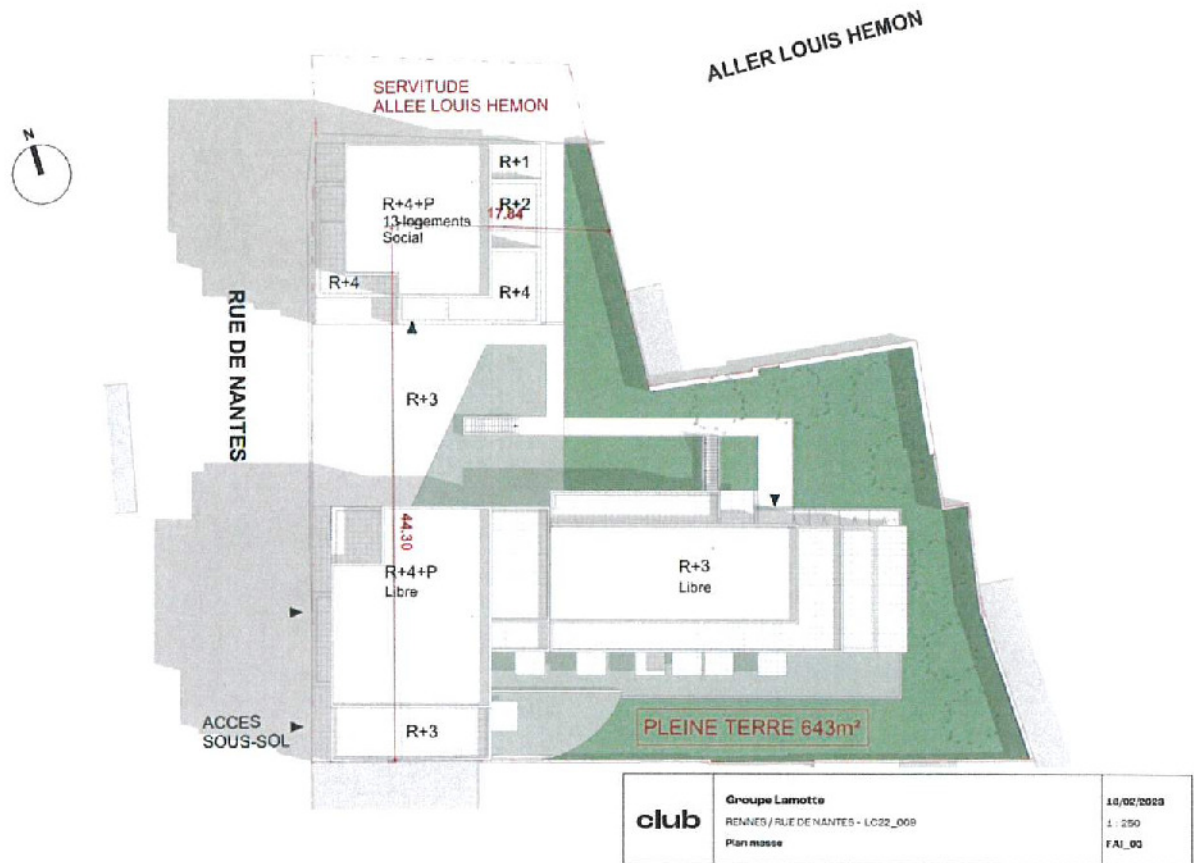 ALLER LOUIS HEMON
SERVITUDE
ALLEE LOUIS HEMON
N
R+1
R+4+P
13 logements
Social
R+2
17.84
R+4
R+4
RUE DE NANTES
R+3
44.30
R+4+P
Libre
R+3
Libre
ACCES
SOUS-SOL
R+3
PLEINE TERRE 643m²
club
Groupe Lamotte
RENNES / RUE DE NANTES - LC22_009
Plan masse
16/02/2023
1 : 250
FAI_03